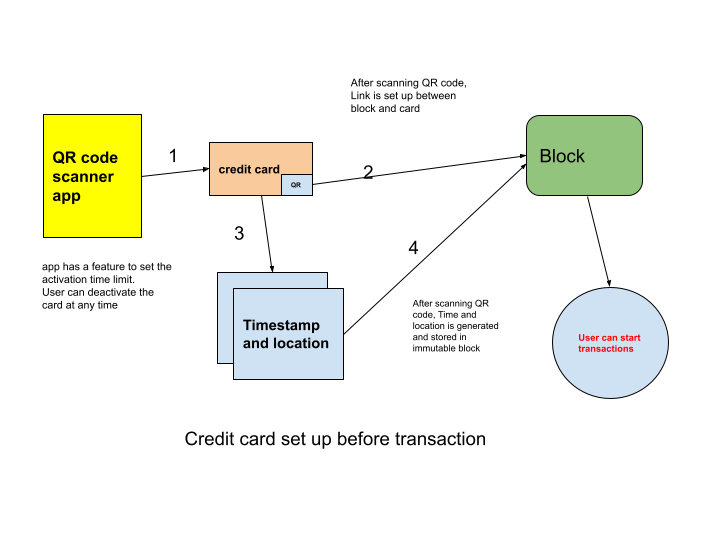 After scanning QR code,
Link is set up between
block and card
QR code
scanner
app
1
credit card
QR
2
Block
3
4
app has a feature to set the
activation time limit.
User can deactivate the
card at any time
Timestamp
and location
After scanning QR
code, Time and
location is generated
and stored in
immutable block
User can start
transactions
Credit card set up before transaction